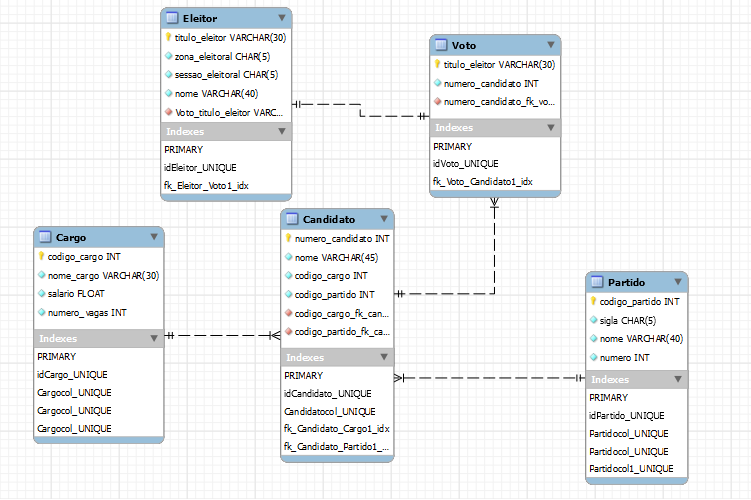 Eleitor
titulo_eleitor VARCHAR(30)
zona_eleitoral CHAR(5)
sessao_eleitoral CHAR(5)
nome VARCHAR(40)
Voto_titulo_eleitor VARC...
Indexes
PRIMARY
idEleitor_UNIQUE
fk_Eleitor_Voto1_idx
Voto
titulo_eleitor VARCHAR(30)
numero_candidato INT
numero_candidato_fk_vo...
Indexes
PRIMARY
idVoto_UNIQUE
fk_Voto_Candidato1_idx
Cargo
codigo_cargo INT
nome_cargo VARCHAR(30)
salario FLOAT
numero_vagas INT
Indexes
PRIMARY
idCargo_UNIQUE
Cargocol_UNIQUE
Cargocol_UNIQUE
Cargocol_UNIQUE
Candidato
numero_candidato INT
nome VARCHAR(45)
codigo_cargo INT
codigo_partido INT
codigo_cargo_fk_can...
codigo_partido_fk_ca...
Indexes
PRIMARY
idCandidato_UNIQUE
Candidatocol_UNIQUE
fk_Candidato_Cargo1_idx
fk_Candidato_Partido1_...
Partido
codigo_partido INT
sigla CHAR(5)
nome VARCHAR(40)
numero INT
Indexes
PRIMARY
idPartido_UNIQUE
Partidocol_UNIQUE
Partidocol_UNIQUE
Partidocol1_UNIQUE